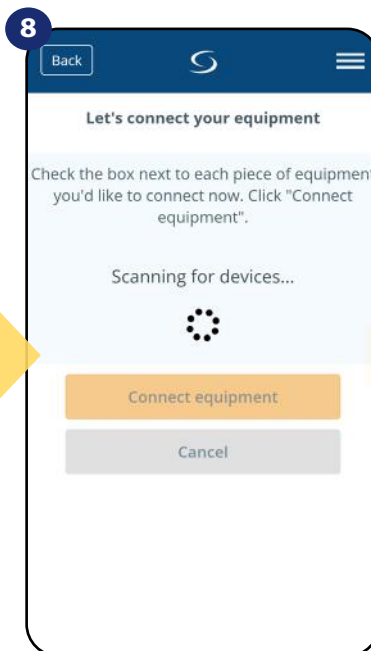 8
Back
Let's connect your equipment
Check the box next to each piece of equipment
you'd like to connect now. Click "Connect
equipment".
Scanning for devices...
Connect equipment
Cancel